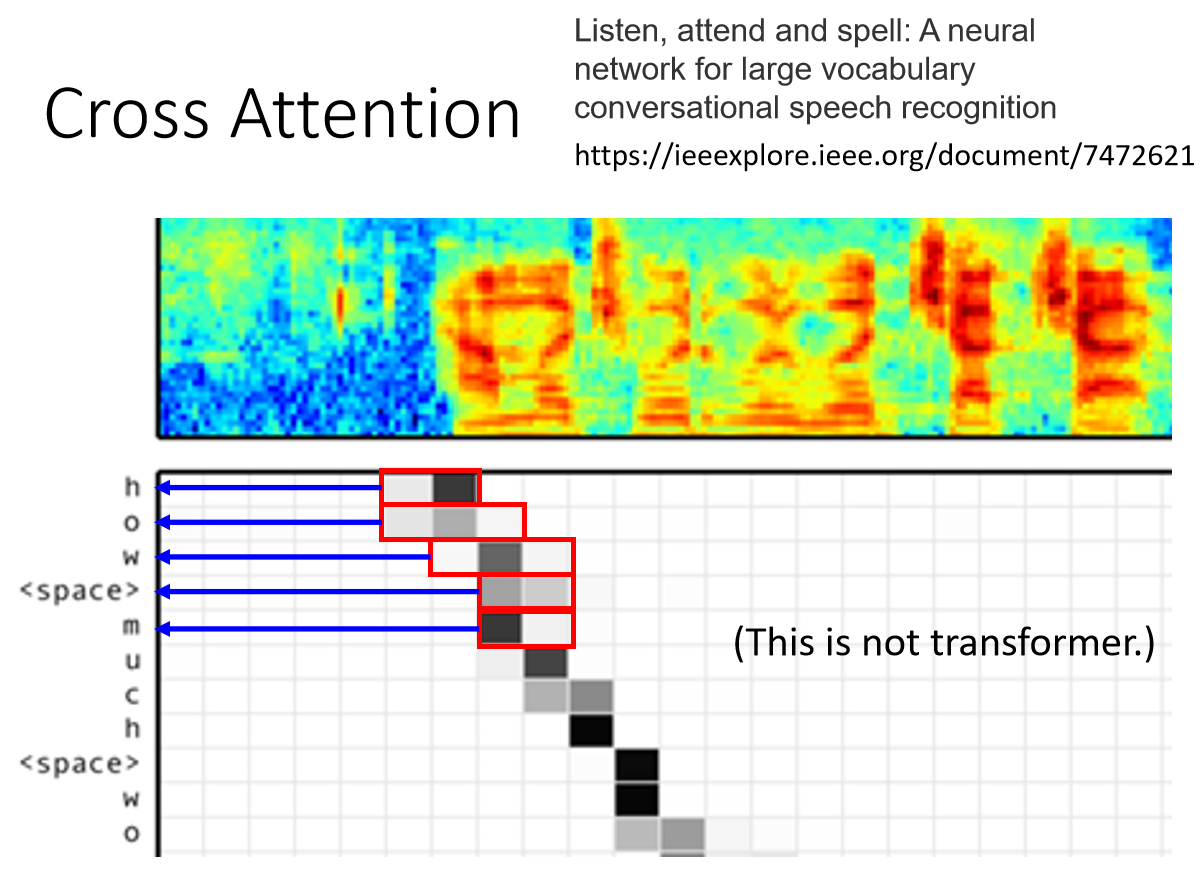 Cross Attention
Listen, attend and spell: A neural
network for large vocabulary
conversational speech recognition
https://ieeexplore.ieee.org/document/7472621
h
o
w
<space>
m
u
c
h
<space>
w
o
(This is not transformer.)